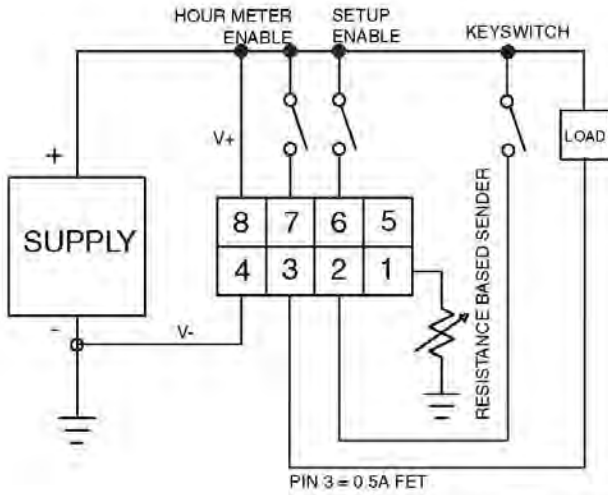 HOUR METER
ENABLE
SETUP
ENABLE
KEYSWITCH
LOAD
V+
+
SUPPLY
-
V-
8 7 6 5
4 3 2 1
RESISTANCE BASED SENDER
PIN 3 = 0.5A FET